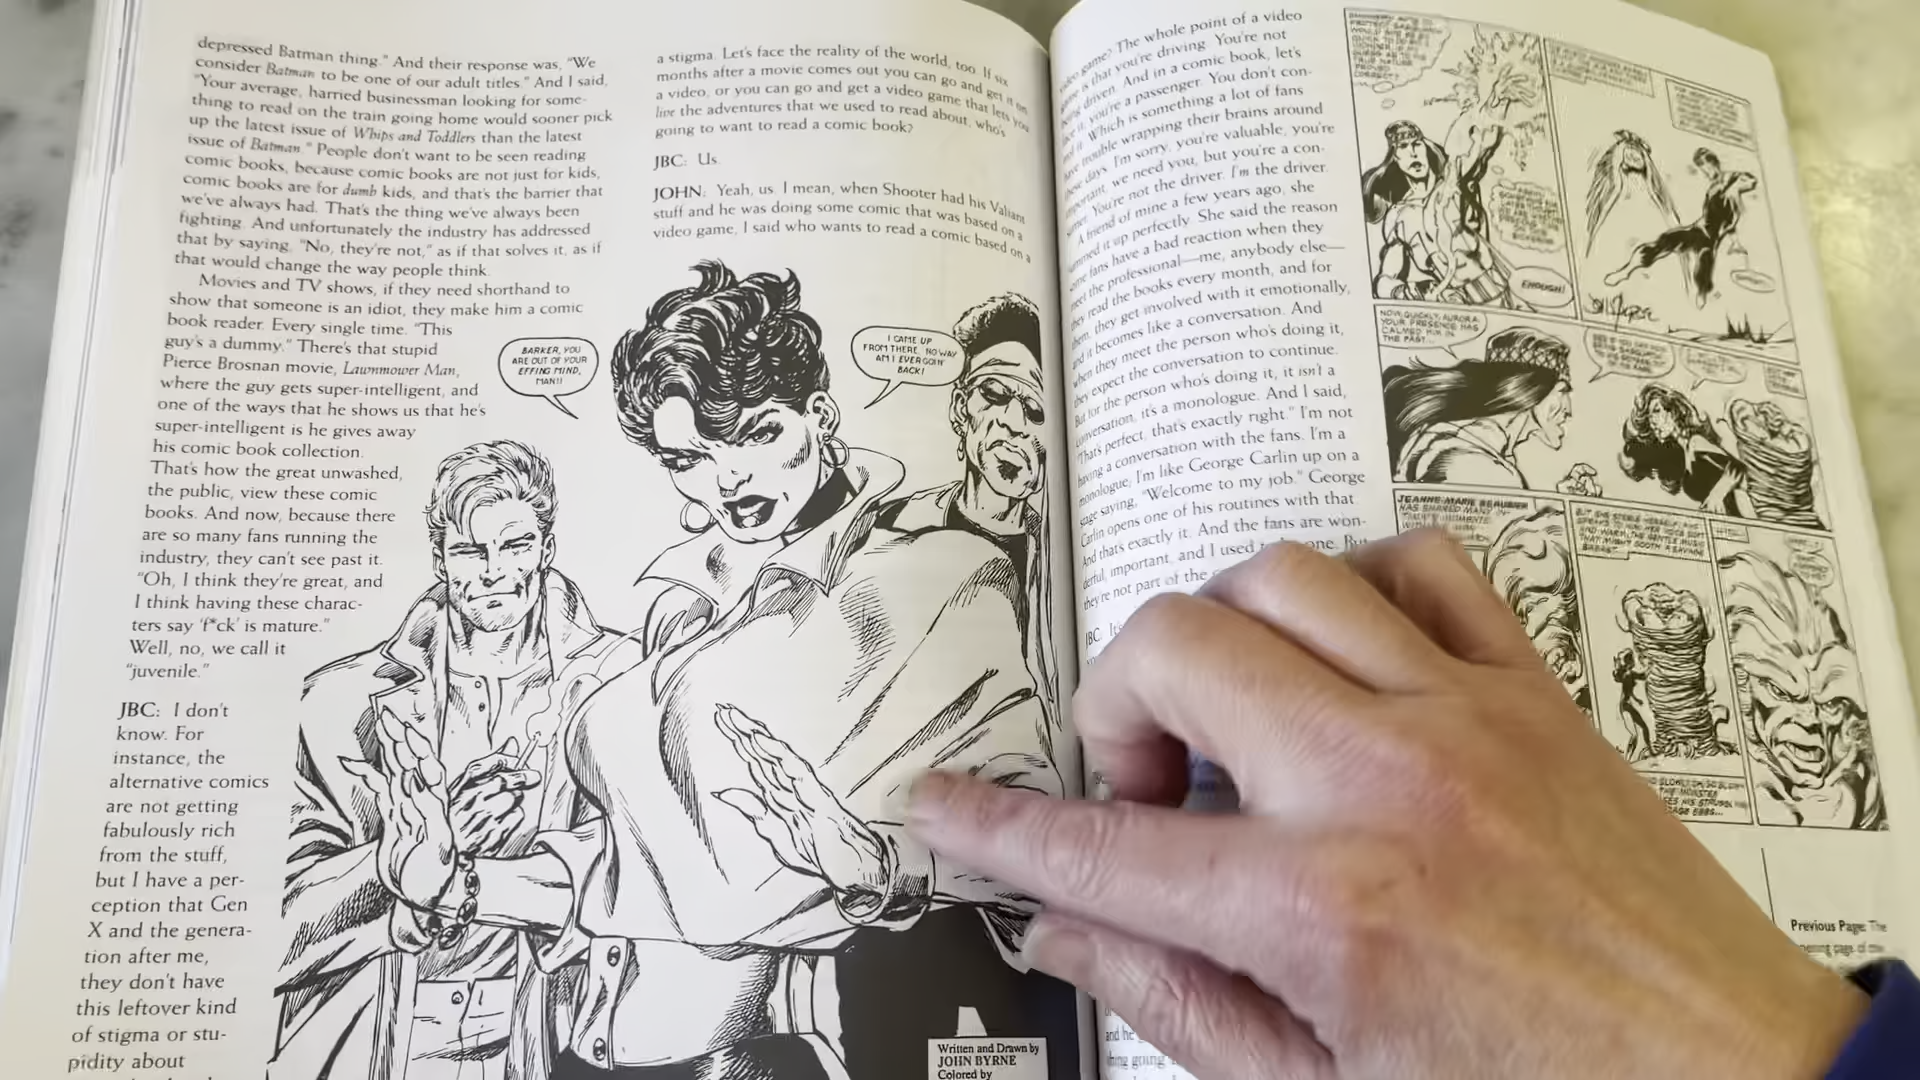 depressed Batman thing." And their response was, "We
consider Batman to be one of our adult titles." And I said,
"Your average, harried businessman looking for some-
thing to read on the train going home would sooner pick
up the latest issue of Whips and Toddlers than the latest
issue of Batman." People don't want to be seen reading
comic books, because comic books are not just for kids,
comic books are for dumb kids, and that's the barrier that
we've always had. That's the thing we've always been
fighting. And unfortunately the industry has addressed
that by saying, "No, they're not," as if that solves it, as if
that would change the way people think.
Movies and TV shows, if they need shorthand to
show that someone is an idiot, they make him a comic
book reader. Every single time. "This
guy's a dummy." There's that stupid
Pierce Brosnan movie, Lawnmower Man,
where the guy gets super-intelligent, and
one of the ways that he shows us that he's
super-intelligent is he gives away
his comic book collection.
That's how the great unwashed,
the public, view these comic
books. And now, because there
are so many fans running the
industry, they can't see past it.
"Oh, I think they're great, and
I think having these charac-
ters say 'f*ck' is mature."
Well, no, we call it
"juvenile."
JBC: I don't
know. For
instance, the
alternative comics
are not getting
fabulously rich
from the stuff,
but I have a per-
ception that Gen
X and the genera-
tion after me,
they don't have
this leftover kind
of stigma or stu-
pidity about
a stigma. Let's face the reality of the world, too. If six
months after a movie comes out you can go and get it on
a video, or you can go and get a video game that lets you
live the adventures that we used to read about, who's
going to want to read a comic book?
JBC: Us.
JOHN: Yeah, us. I mean, when Shooter had his Valiant
stuff and he was doing some comic that was based on a
video game, I said who wants to read a comic based on a
BARKER, YOU
ARE OUT OF YOUR
EFFING MIND,
MAN!!
I CAME UP
FROM THERE. NO WAY
AM I EVER GOIN'
BACK!
Written and Drawn by
JOHN BYRNE
Colored by
video game? The whole point of a video
game is that you're driving. You're not
being driven. And in a comic book, let's
face it, you're a passenger. You don't con-
trol it. Which is something a lot of fans
have trouble wrapping their brains around
these days. I'm sorry, you're valuable, you're
important, we need you, but you're a con-
sumer. You're not the driver. I'm the driver.
A friend of mine a few years ago, she
summed it up perfectly. She said the reason
some fans have a bad reaction when they
meet the professional—me, anybody else—
they read the books every month, and for
them, they get involved with it emotionally,
and it becomes like a conversation. And
when they meet the person who's doing it,
they expect the conversation to continue.
But for the person who's doing it, it isn't a
conversation, it's a monologue. And I said,
"That's perfect, that's exactly right." I'm not
having a conversation with the fans. I'm a
monologue; I'm like George Carlin up on a
stage saying, "Welcome to my job." George
Carlin opens one of his routines with that.
And that's exactly it. And the fans are won-
derful, important, and I used to be one. But
they're not part of the
JBC: It's
and he
thing going
ENOUGH!
NOW, QUICKLY, AURORA.
YOUR PRESENCE HAS
CALMED HIM IN
THE PAST...
JEANNE-MARIE BEAUBIER
HAS SHARED MANY IN-
Previous Page: The
opening page of the